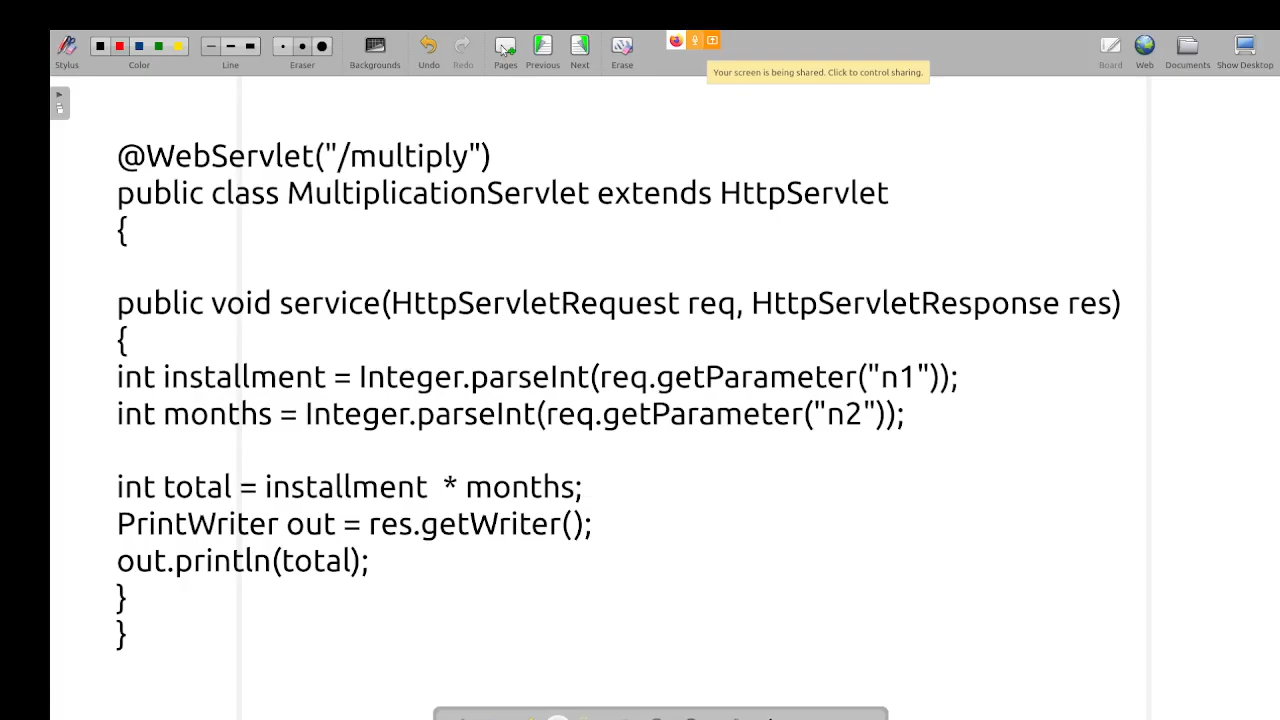 Stylus Color Line Eraser Backgrounds Undo Redo Pages Previous Next Erase Board Web Documents Show Desktop
Your screen is being shared. Click to control sharing.
@WebServlet("/multiply")
public class MultiplicationServlet extends HttpServlet
{
public void service(HttpServletRequest req, HttpServletResponse res)
{
int installment = Integer.parseInt(req.getParameter("n1"));
int months = Integer.parseInt(req.getParameter("n2"));
int total = installment  * months;
PrintWriter out = res.getWriter();
out.println(total);
}
}